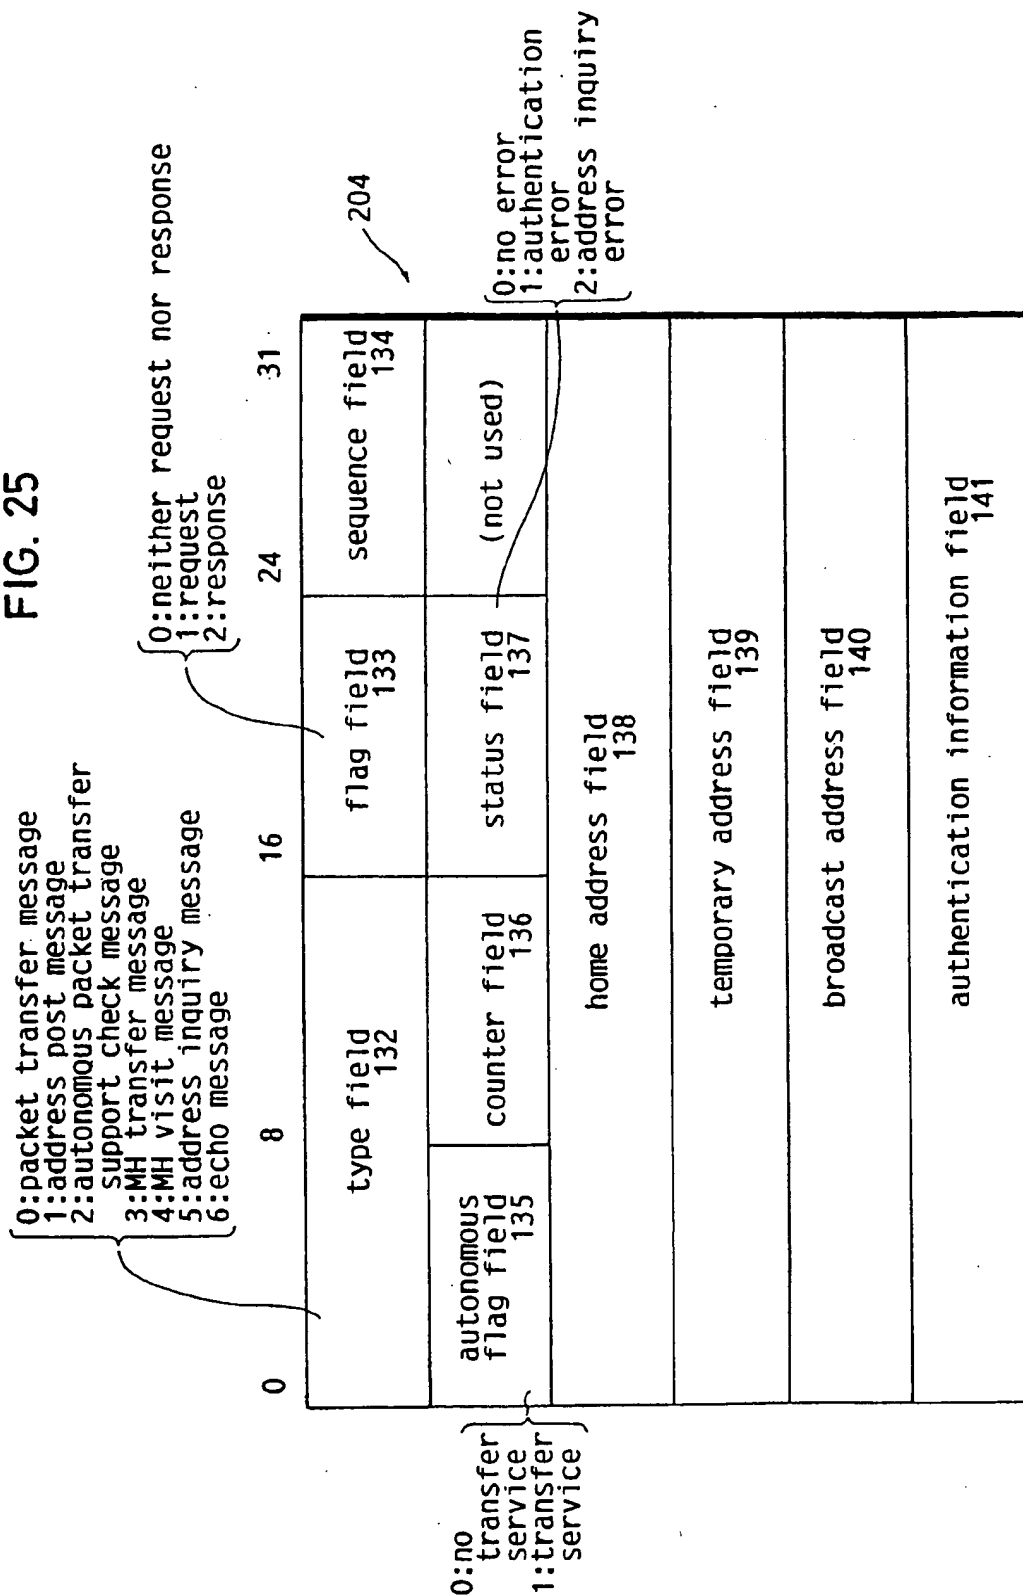 FIG. 25
0:packet transfer message
1:address post message
2:autonomous packet transfer
support check message
3:MH transfer message
4:MH visit message
5:address inquiry message
6:echo message
0:neither request nor response
1:request
2:response
204
0
8
16
24
31
type field
132
flag field
133
sequence field
134
autonomous
flag field
135
counter field
136
status field
137
(not used)
0:no
transfer
service
1:transfer
service
0:no error
1:authentication
error
2:address inquiry
error
home address field
138
temporary address field
139
broadcast address field
140
authentication information field
141